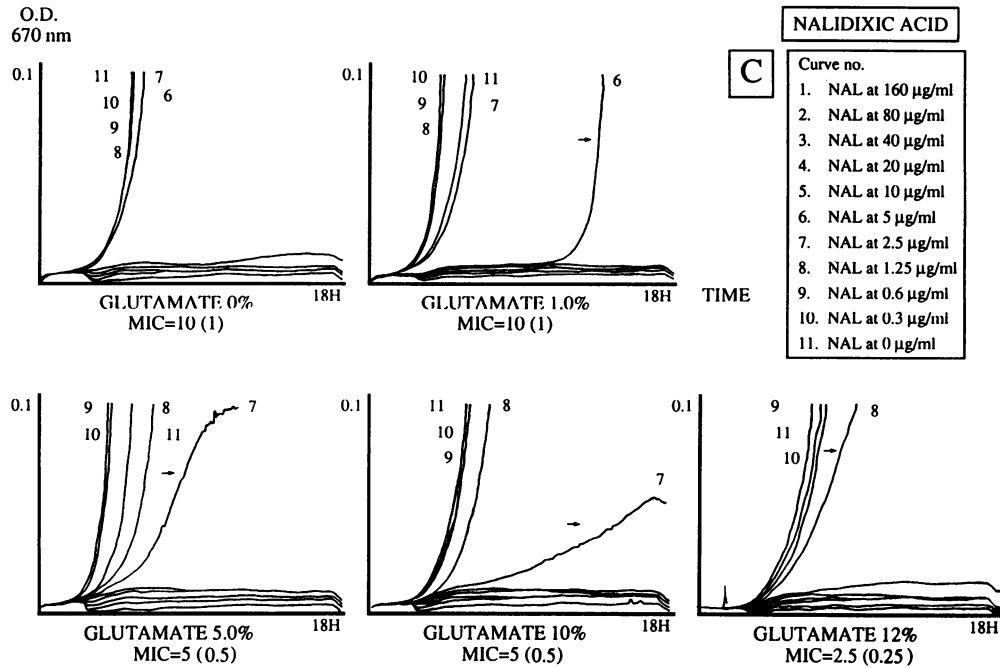 O.D.
670 nm
NALIDIXIC ACID
C
Curve no.
1. NAL at 160 µg/ml
2. NAL at 80 µg/ml
3. NAL at 40 µg/ml
4. NAL at 20 µg/ml
5. NAL at 10 µg/ml
6. NAL at 5 µg/ml
7. NAL at 2.5 µg/ml
8. NAL at 1.25 µg/ml
9. NAL at 0.6 µg/ml
10. NAL at 0.3 µg/ml
11. NAL at 0 µg/ml
0.1
11
10
9
8
7
6
18H
GLUTAMATE 0%
MIC=10 (1)
10
9
8
11
7
6
18H
GLUTAMATE 1.0%
MIC=10 (1)
TIME
0.1
9
10
8
11
7
18H
GLUTAMATE 5.0%
MIC=5 (0.5)
0.1
11
10
9
8
7
18H
GLUTAMATE 10%
MIC=5 (0.5)
0.1
9
11
10
8
18H
GLUTAMATE 12%
MIC=2.5 (0.25)